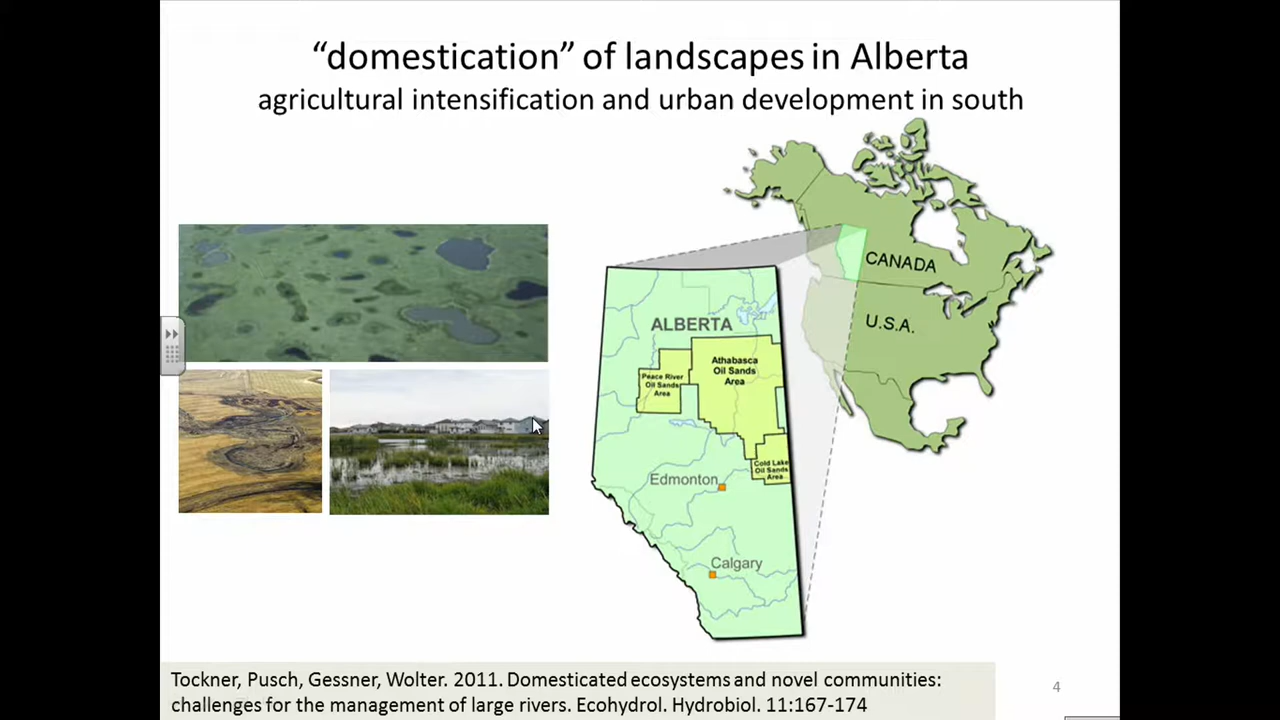 “domestication” of landscapes in Alberta
agricultural intensification and urban development in south
CANADA
U.S.A.
ALBERTA
Athabasca
Oil Sands
Area
Peace River
Oil Sands
Area
Cold Lake
Oil Sands
Area
Edmonton
Calgary
Tockner, Pusch, Gessner, Wolter. 2011. Domesticated ecosystems and novel communities:
challenges for the management of large rivers. Ecohydrol. Hydrobiol. 11:167-174
4